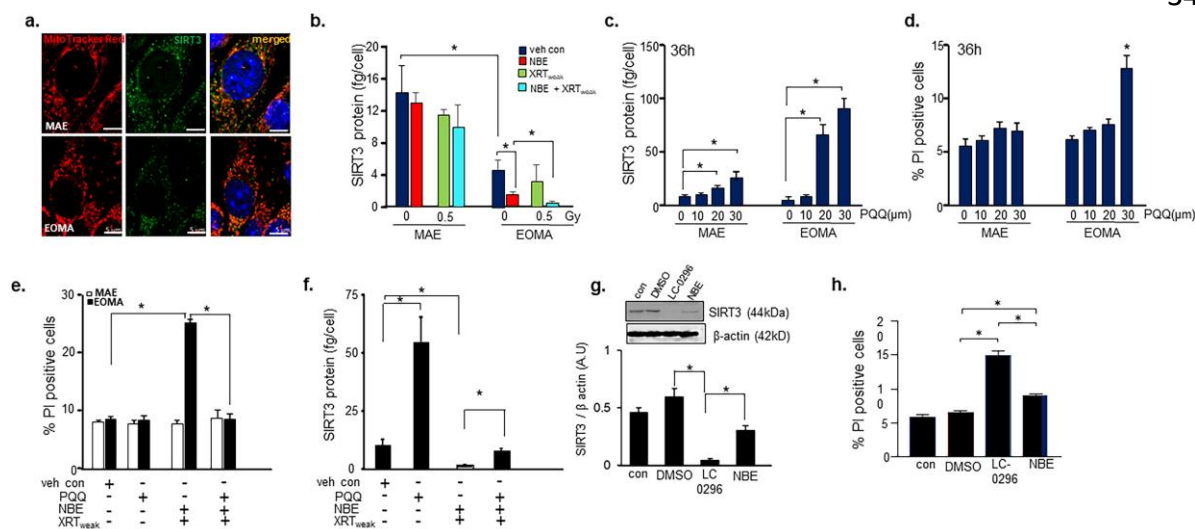 34
a.
MitoTracker Red
SIRT3
merged
MAE
EOMA
5 μm
b.
SIRT3 protein (fg/cell)
20
16
12
8
4
0
*
*
*
veh con
NBE
XRTweak
NBE + XRTweak
0
0.5
0
0.5
Gy
MAE
EOMA
c.
36h
SIRT3 protein (fg/cell)
150
100
50
0
*
*
*
*
0 10 20 30
0 10 20 30
PQQ(μm)
MAE
EOMA
d.
36h
% PI positive cells
15
10
5
0
*
0 10 20 30
0 10 20 30
PQQ(μm)
MAE
EOMA
e.
MAE
EOMA
% PI positive cells
30
20
10
0
*
*
veh con + - - -
PQQ - + - +
NBE - - + +
XRTweak - - + +
f.
SIRT3 protein (fg/cell)
75
50
25
0
*
*
*
veh con + - - -
PQQ - + - +
NBE - - + +
XRTweak - - + +
g.
con
DMSO
LC-0296
NBE
SIRT3 (44kDa)
β-actin (42kD)
SIRT3 / β actin (A.U)
1
0.5
0
*
*
con
DMSO
LC
0296
NBE
h.
% PI positive cells
2
0
15
1
0
5
0
*
*
*
con
DMSO
LC-
0296
NBE